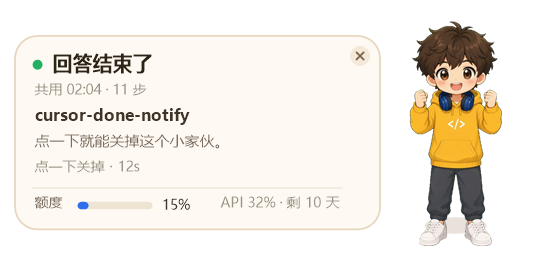 回答结束了
共用 02:04 · 11 步
cursor-done-notify
点一下就能关掉这个小家伙。
点一下关掉 · 12s
额度 15% API 32% · 剩 10 天
</>